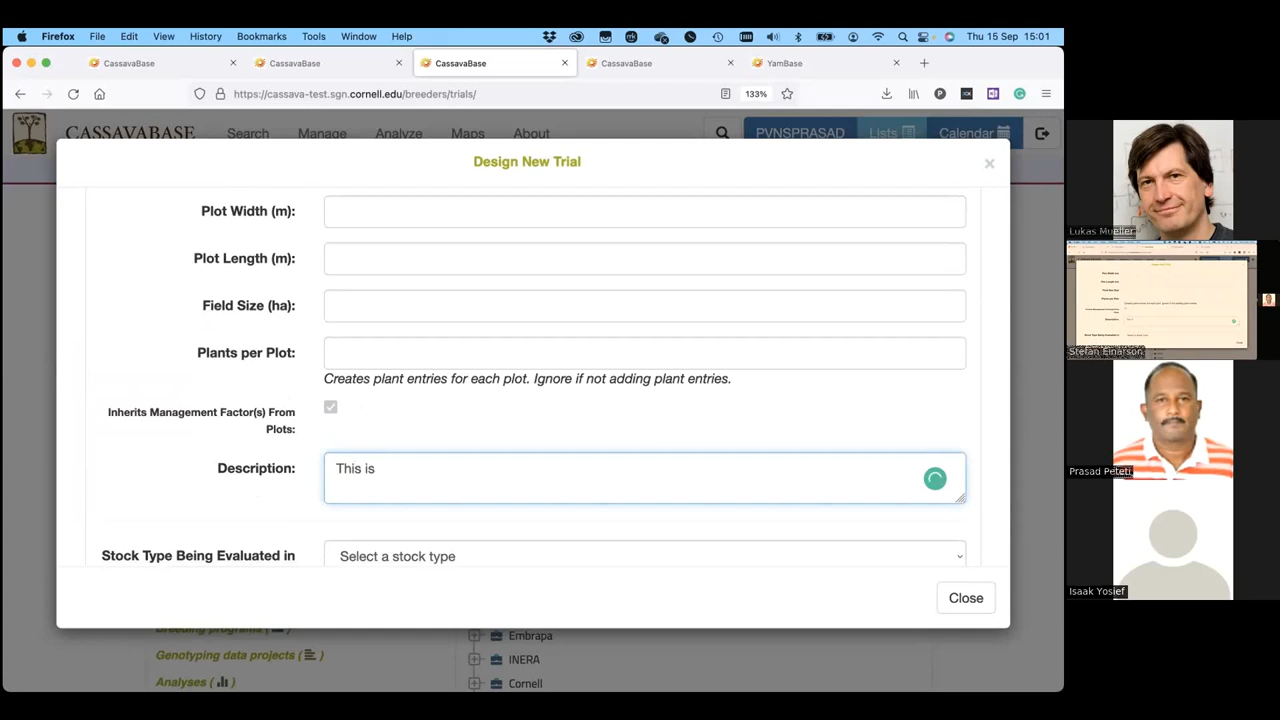 Firefox File Edit View History Bookmarks Tools Window Help Thu 15 Sep 15:01
CassavaBase CassavaBase CassavaBase CassavaBase YamBase
https://cassava-test.sgn.cornell.edu/breeders/trials/ 133%
CASSAVABASE Search Manage Analyze Maps About PVNSPRASAD Lists Calendar
Design New Trial
Plot Width (m):
Plot Length (m):
Field Size (ha):
Plants per Plot:
Creates plant entries for each plot. Ignore if not adding plant entries.
Inherits Management Factor(s) From
Plots:
Description: This is
Stock Type Being Evaluated in Select a stock type
Close
Breeding programs ( )
Embrapa
Genotyping data projects ( )
INERA
Analyses ( )
Cornell
Lukas Mueller
Stefan Einarson
Prasad Peteti
Isaak Yosief